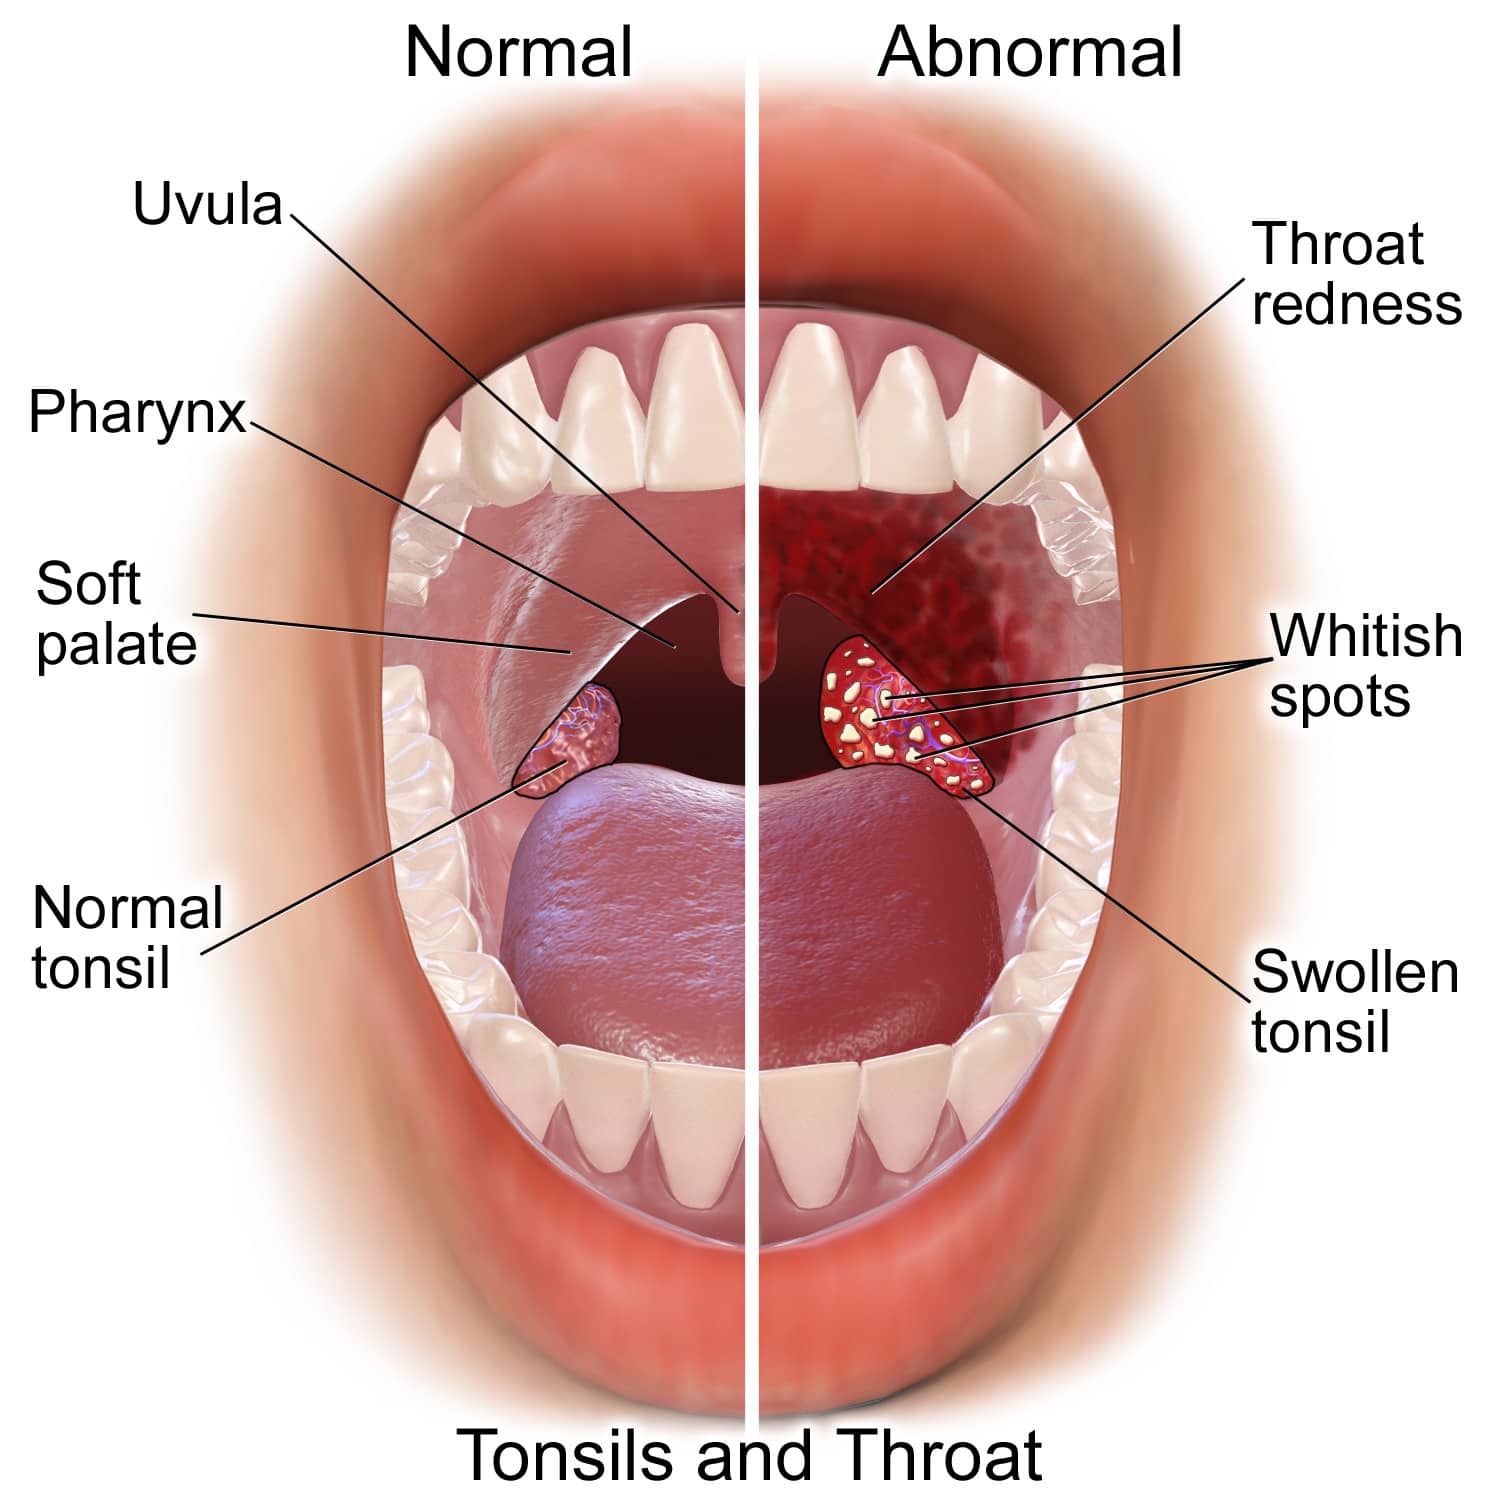 Normal
Abnormal
Uvula
Pharynx
Soft
palate
Normal
tonsil
Throat
redness
Whitish
spots
Swollen
tonsil
Tonsils and Throat